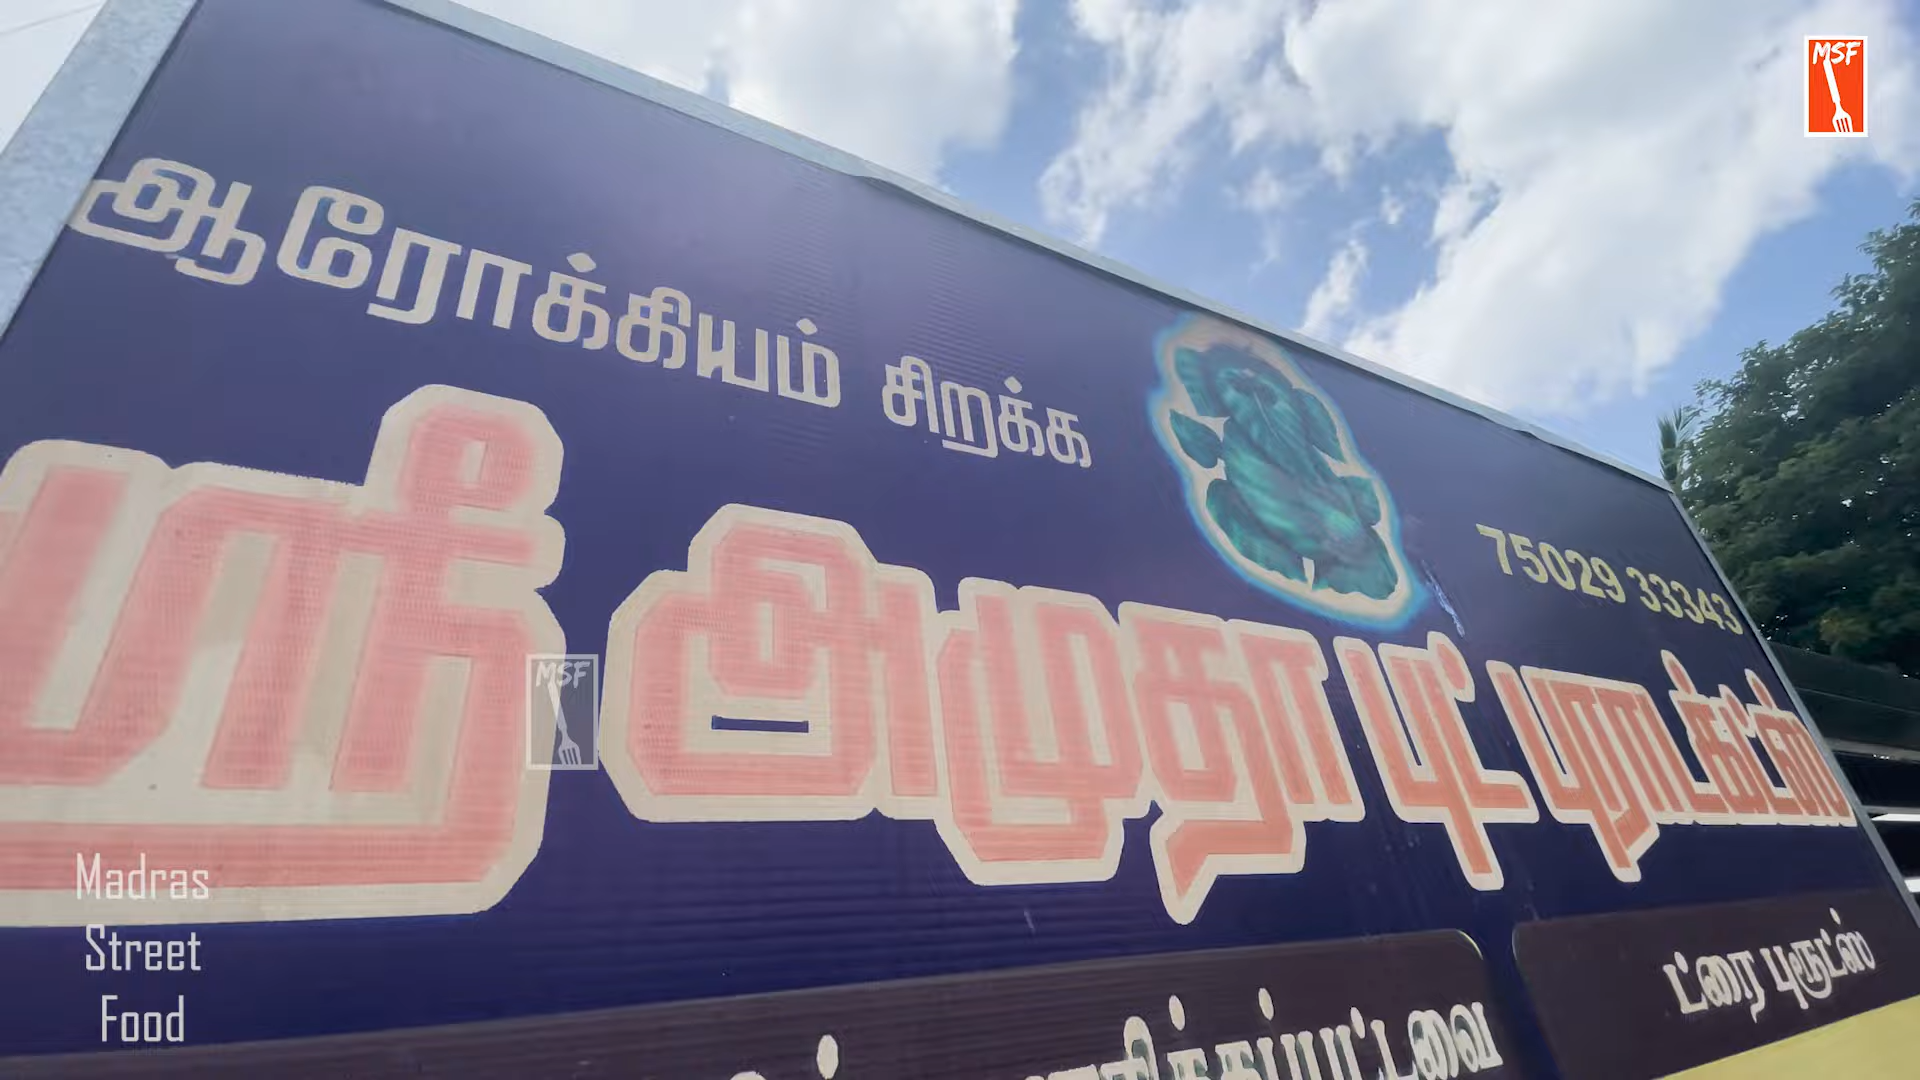 MSF
ஆரோக்கியம் சிறக்க
75029 33343
ஸ்ரீ அமுதா புட் புராடக்ட்ஸ்
MSF
ட்ரை புரூட்ஸ்
Madras
Street
Food